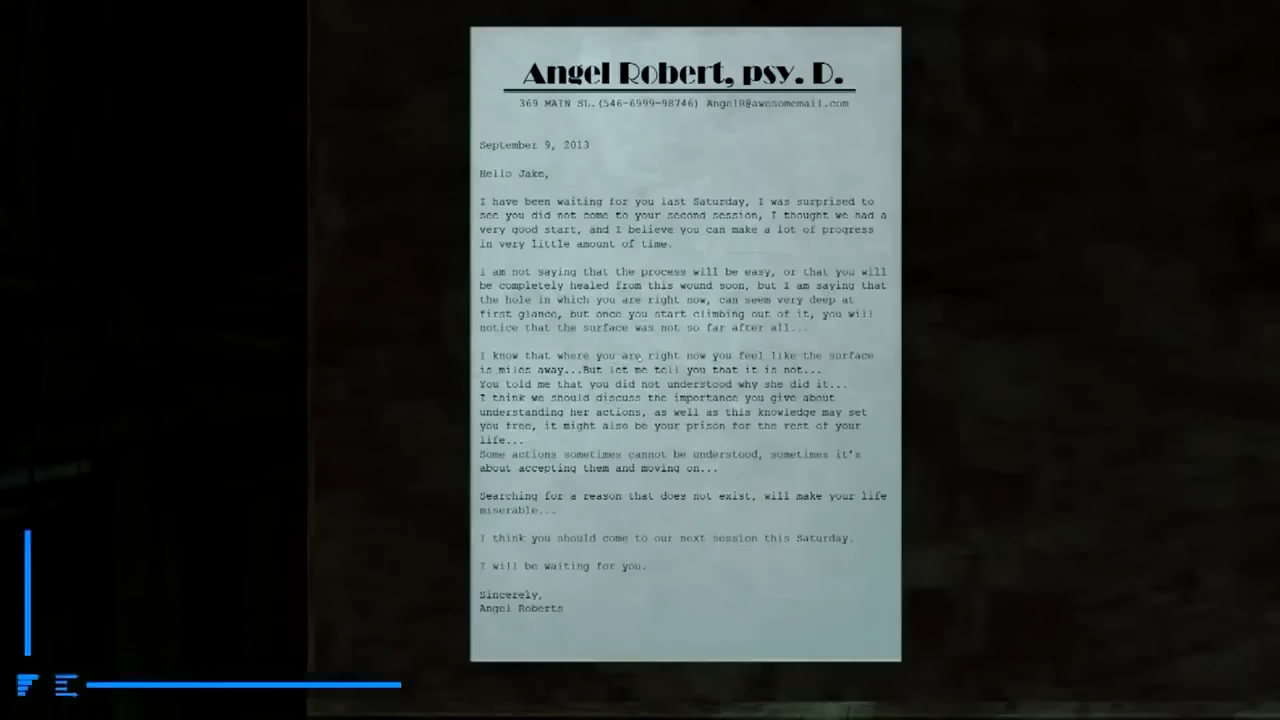 Angel Robert, psy. D.
369 MAIN St.(546-6999-98746) AngelR@awesomemail.com
September 9, 2013
Hello Jake,
I have been waiting for you last Saturday, I was surprised to
see you did not come to your second session, I thought we had a
very good start, and I believe you can make a lot of progress
in very little amount of time.
I am not saying that the process will be easy, or that you will
be completely healed from this wound soon, but I am saying that
the hole in which you are right now, can seem very deep at
first glance, but once you start climbing out of it, you will
notice that the surface was not so far after all...
I know that where you are right now you feel like the surface
is miles away...But let me tell you that it is not...
You told me that you did not understood why she did it...
I think we should discuss the importance you give about
understanding her actions, as well as this knowledge may set
you free, it might also be your prison for the rest of your
life...
Some actions sometimes cannot be understood, sometimes it's
about accepting them and moving on...
Searching for a reason that does not exist, will make your life
miserable...
I think you should come to our next session this Saturday.
I will be waiting for you.
Sincerely,
Angel Roberts